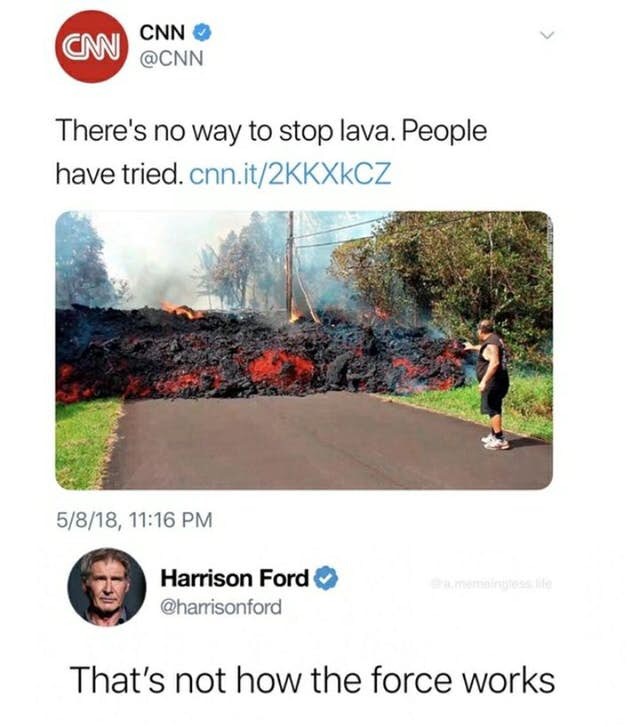 CNN
CNN
@CNN
There's no way to stop lava. People
have tried. cnn.it/2KKXkCZ
5/8/18, 11:16 PM
Harrison Ford
@harrisonford
@a.memeingless.life
That's not how the force works